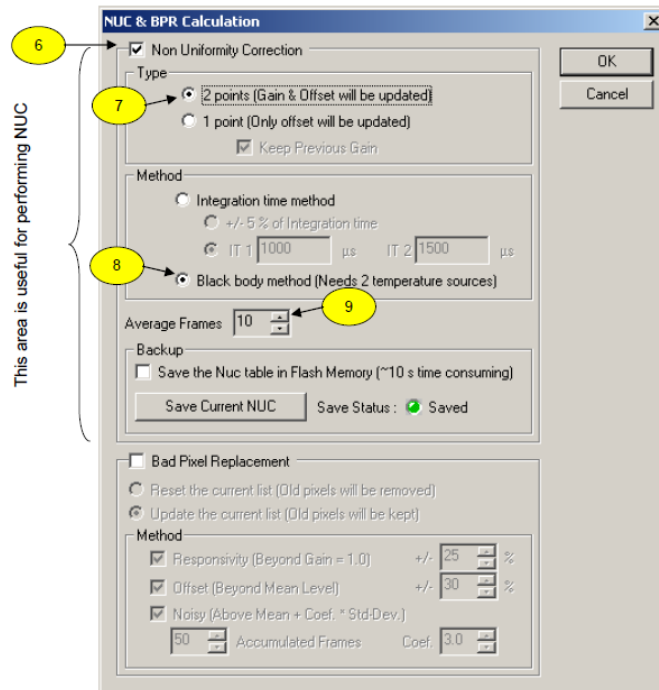 NUC & BPR Calculation
6
Non Uniformity Correction
OK
Type
7
2 points (Gain & Offset will be updated)
Cancel
1 point (Only offset will be updated)
Keep Previous Gain
This area is useful for performing NUC
Method
Integration time method
+/- 5 % of Integration time
IT 1 1000 µs IT 2 1500 µs
8
Black body method (Needs 2 temperature sources)
9
Average Frames 10
Backup
Save the Nuc table in Flash Memory (~10 s time consuming)
Save Current NUC Save Status : Saved
Bad Pixel Replacement
Reset the current list (Old pixels will be removed)
Update the current list (Old pixels will be kept)
Method
Responsivity (Beyond Gain = 1.0) +/- 25 %
Offset (Beyond Mean Level) +/- 30 %
Noisy (Above Mean + Coef. * Std-Dev.)
50 Accumulated Frames Coef. 3.0